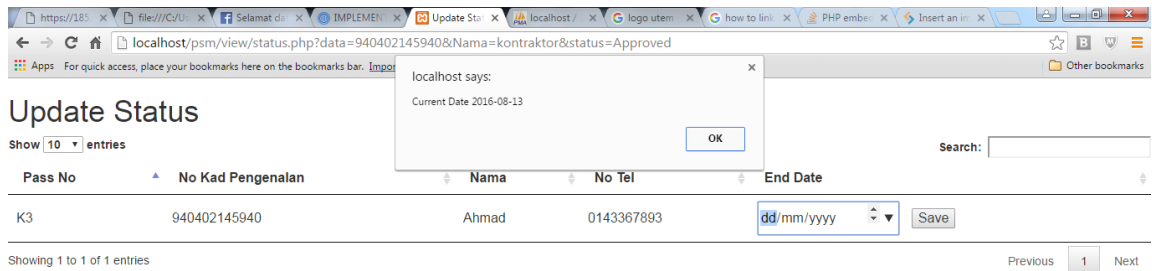 https://185
file:///C:/Us
Selamat da
IMPLEMEN
Update Stat
localhost /
logo utem
how to link
PHP embed
Insert an im
localhost/psm/view/status.php?data=940402145940&Nama=kontraktor&status=Approved
Apps For quick access, place your bookmarks here on the bookmarks bar. Impor
Other bookmarks
localhost says:
Current Date 2016-08-13
OK
Update Status
Show 10 entries
Search:
Pass No No Kad Pengenalan Nama No Tel End Date
K3 940402145940 Ahmad 0143367893 dd/mm/yyyy Save
Showing 1 to 1 of 1 entries
Previous 1 Next